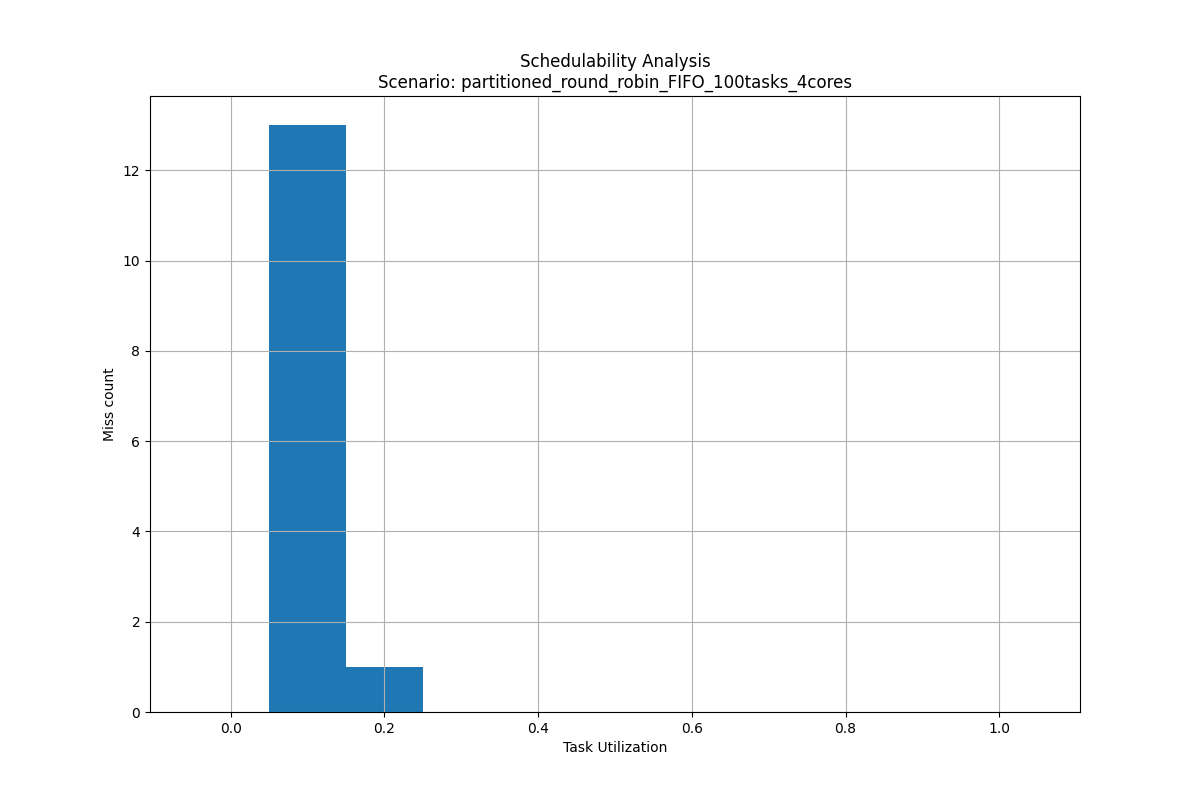 Schedulability Analysis
Scenario: partitioned_round_robin_FIFO_100tasks_4cores
Miss count
12
10
8
6
4
2
0
0.0 0.2 0.4 0.6 0.8 1.0
Task Utilization